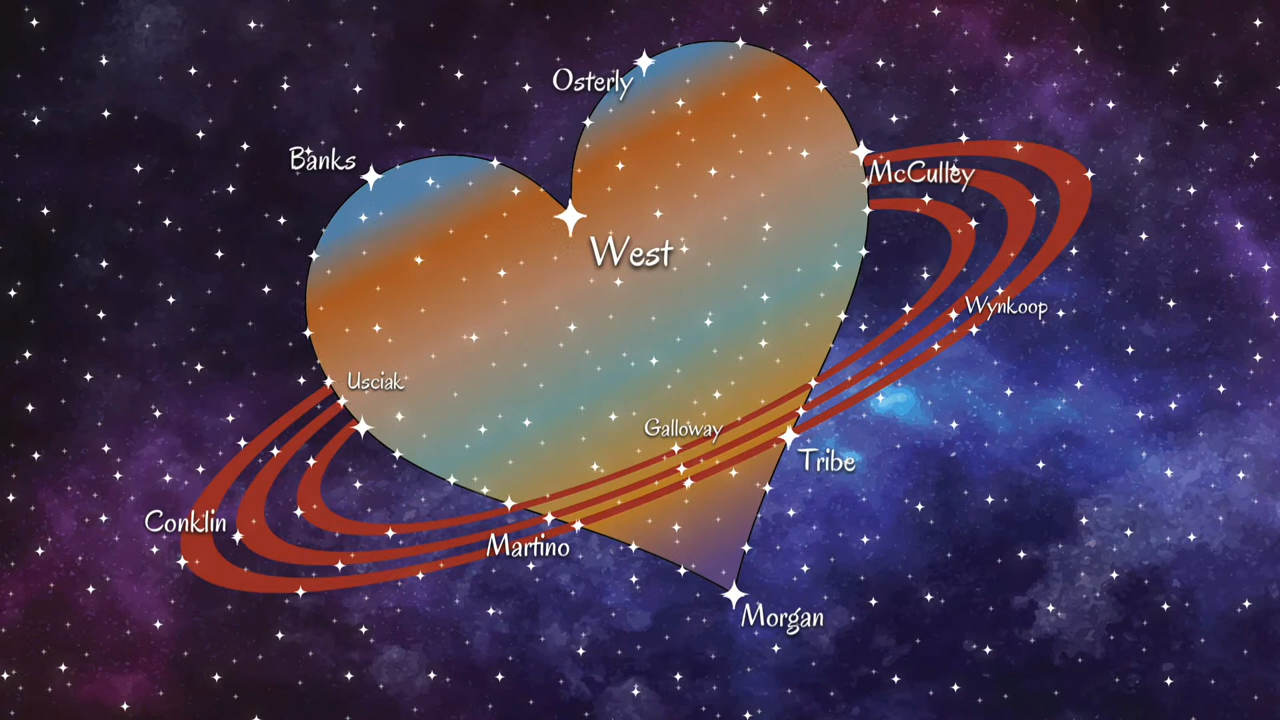 Osterly
Banks
McCulley
West
Wynkoop
Usciak
Galloway
Tribe
Conklin
Martino
Morgan